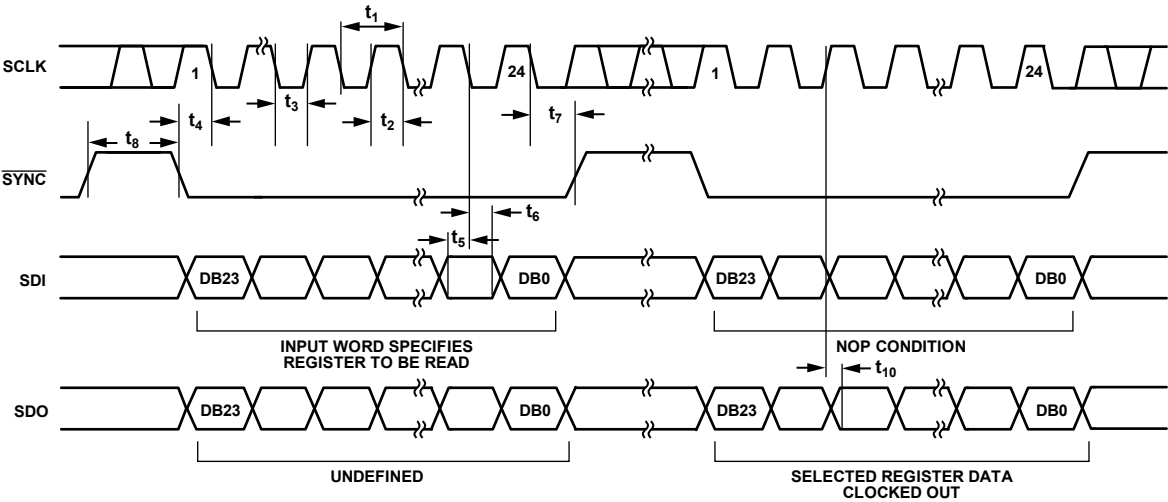 t1
SCLK
1
24
1
24
t3
t4
t2
t7
t8
SYNC
t6
t5
SDI
DB23
DB0
DB23
DB0
INPUT WORD SPECIFIES
REGISTER TO BE READ
NOP CONDITION
t10
SDO
DB23
DB0
DB23
DB0
UNDEFINED
SELECTED REGISTER DATA
CLOCKED OUT